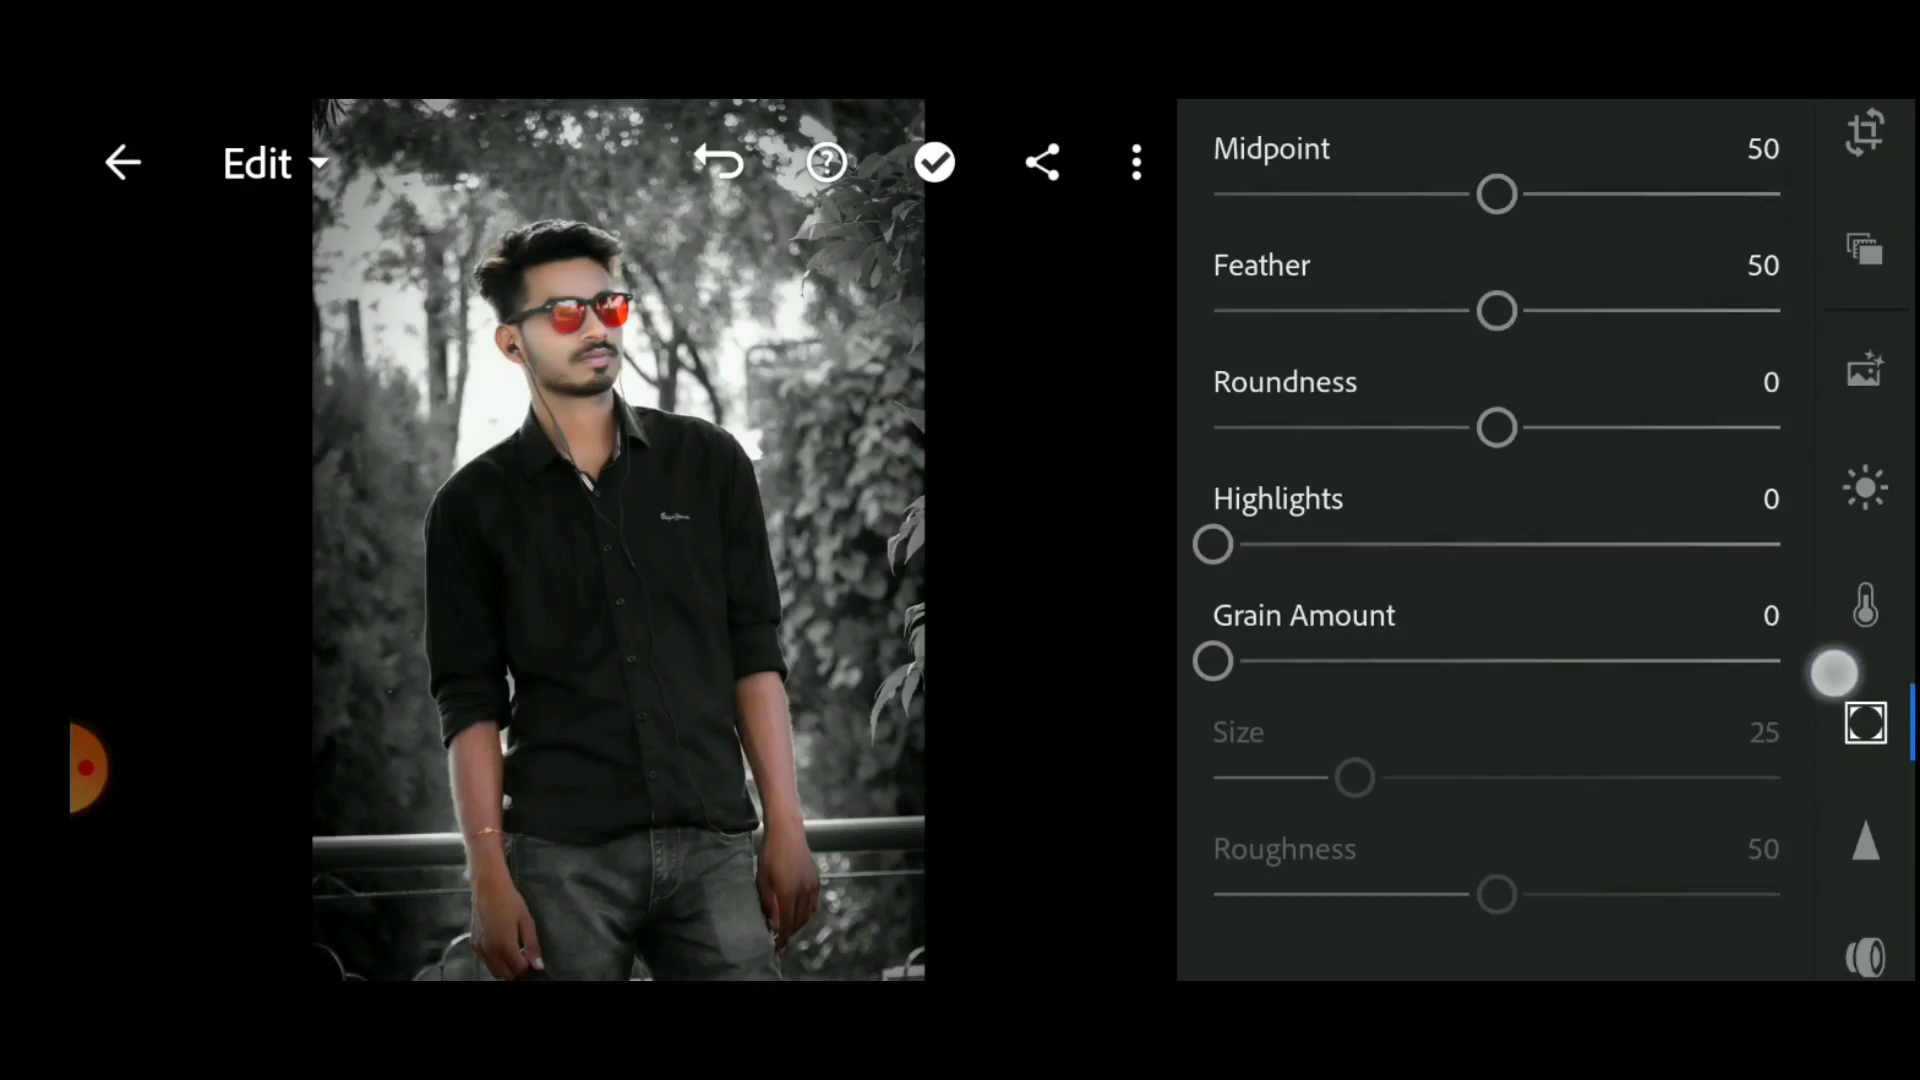 Edit
Midpoint 50
Feather 50
Roundness 0
Highlights 0
Grain Amount 0
Size 25
Roughness 50